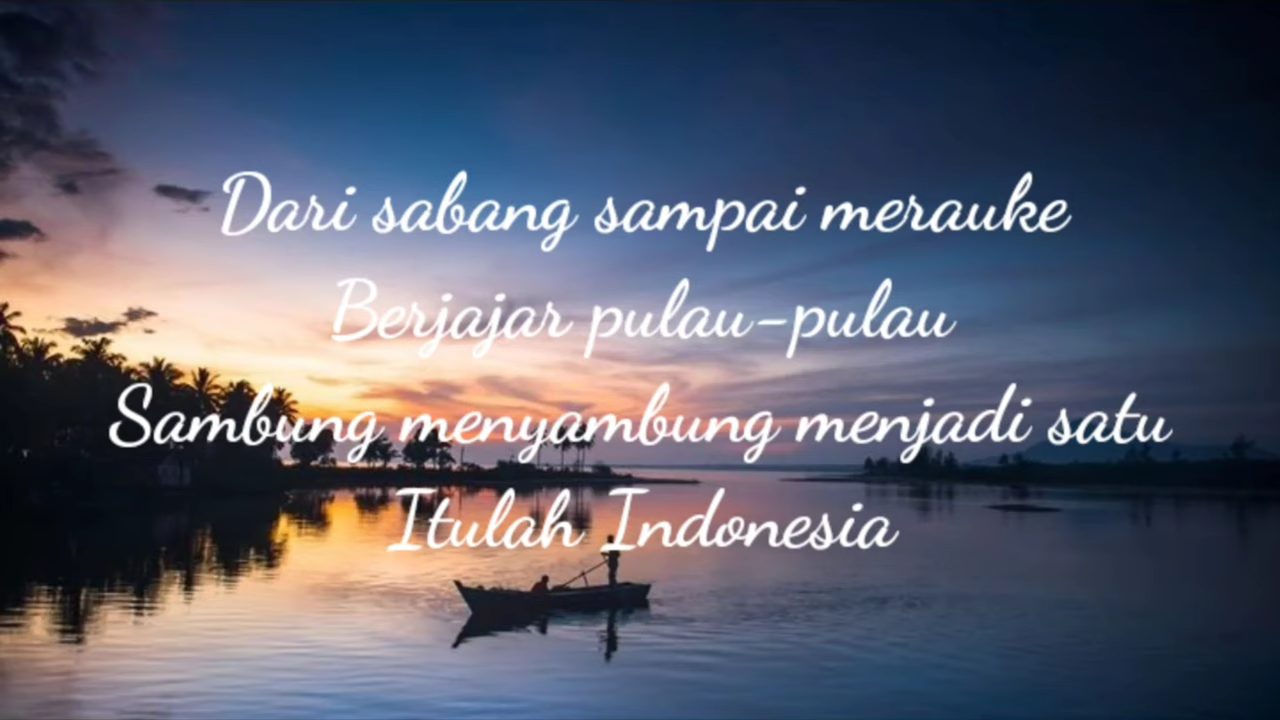 Dari sabang sampai merauke
Berjajar pulau-pulau
Sambung menyambung menjadi satu
Itulah Indonesia